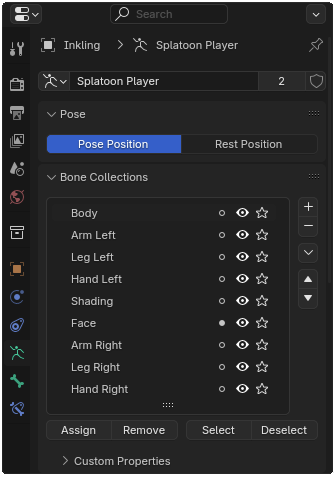 Search
Inkling > Splatoon Player
Splatoon Player 2
Pose
Pose Position Rest Position
Bone Collections
Body
Arm Left
Leg Left
Hand Left
Shading
Face
Arm Right
Leg Right
Hand Right
Assign Remove Select Deselect
Custom Properties